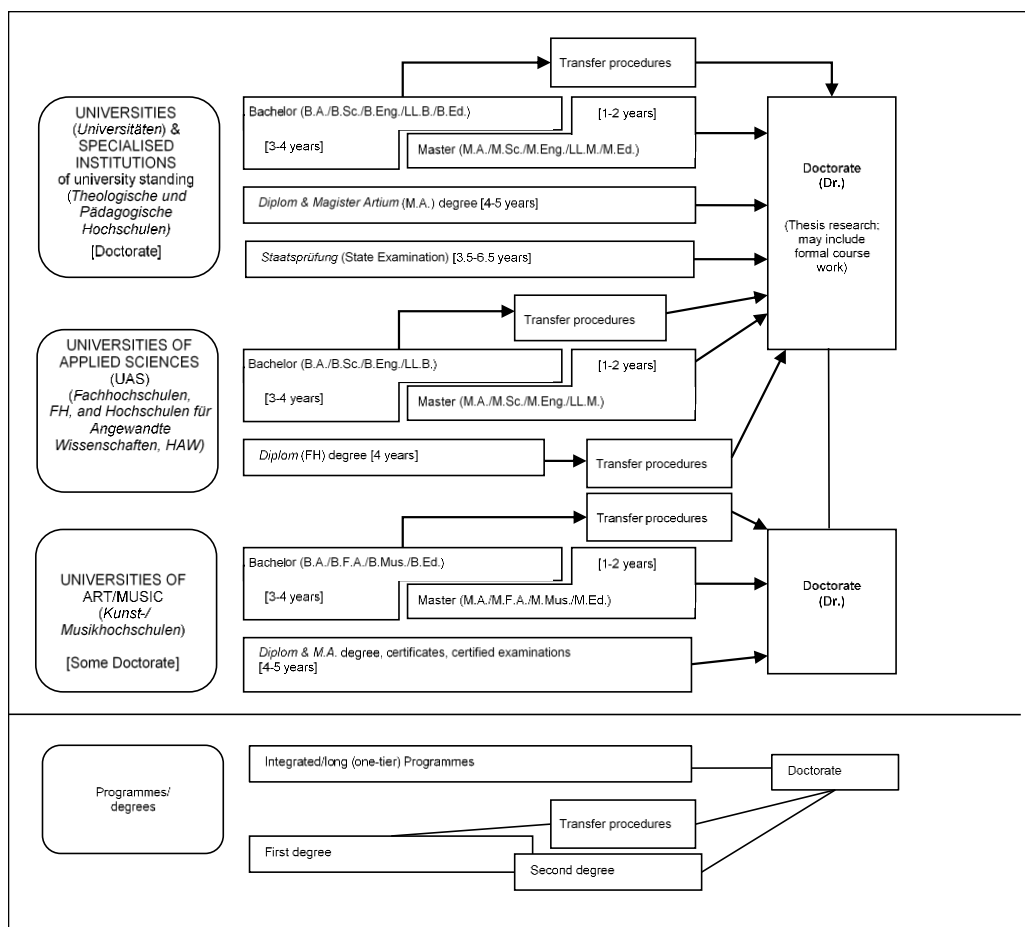 Transfer procedures
UNIVERSITIES
(Universitäten) &
SPECIALISED
INSTITUTIONS
of university standing
(Theologische und
Pädagogische
Hochschulen)
[Doctorate]
Bachelor (B.A./B.Sc./B.Eng./LL.B./B.Ed.)
[3-4 years]
[1-2 years]
Master (M.A./M.Sc./M.Eng./LL.M./M.Ed.)
Diplom & Magister Artium (M.A.) degree [4-5 years]
Staatsprüfung (State Examination) [3.5-6.5 years]
Doctorate
(Dr.)
(Thesis research;
may include
formal course
work)
Transfer procedures
UNIVERSITIES
OF APPLIED SCIENCES
(UAS)
(Fachhochschulen,
FH, and Hochschulen für
Angewandte
Wissenschaften, HAW)
Bachelor (B.A./B.Sc./B.Eng./LL.B.)
[3-4 years]
[1-2 years]
Master (M.A./M.Sc./M.Eng./LL.M.)
Diplom (FH) degree [4 years]
Transfer procedures
Transfer procedures
UNIVERSITIES OF
ART/MUSIC
(Kunst-/
Musikhochschulen)
[Some Doctorate]
Bachelor (B.A./B.F.A./B.Mus./B.Ed.)
[3-4 years]
[1-2 years]
Master (M.A./M.F.A./M.Mus./M.Ed.)
Diplom & M.A. degree, certificates, certified examinations
[4-5 years]
Doctorate
(Dr.)
Programmes/
degrees
Integrated/long (one-tier) Programmes
Doctorate
Transfer procedures
First degree
Second degree